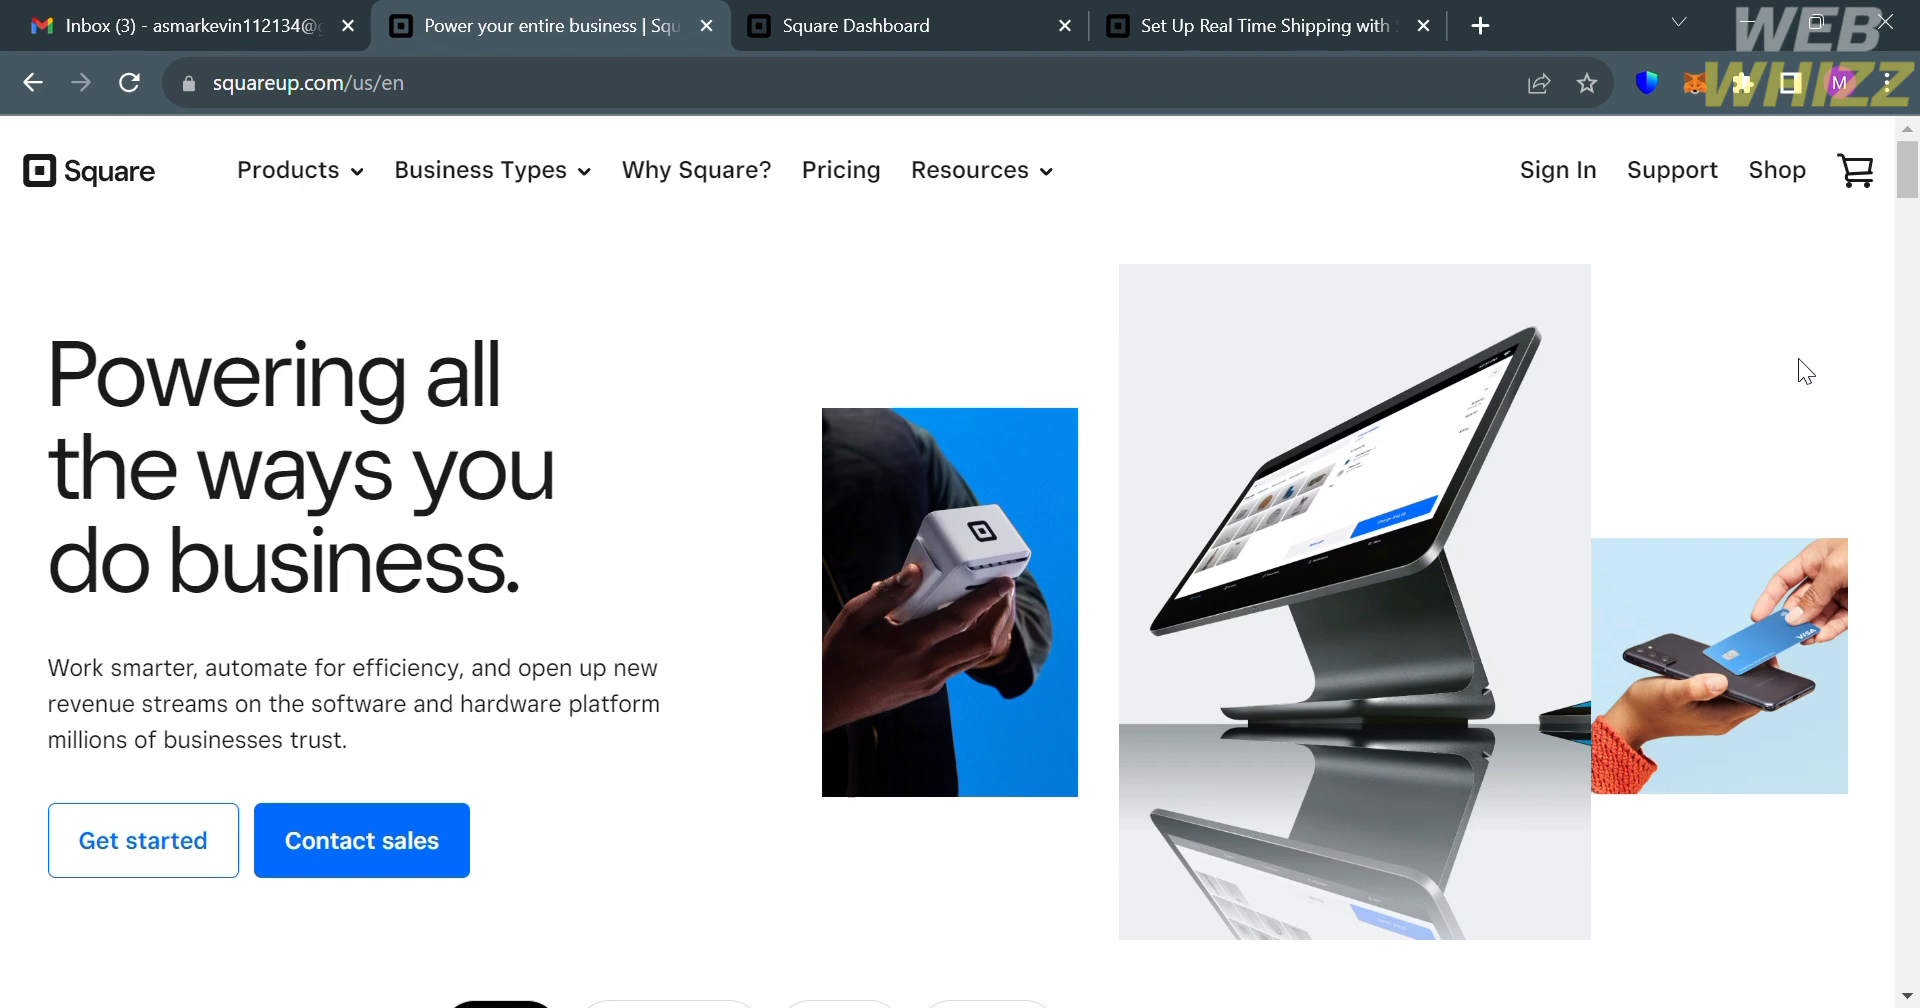 Inbox (3) - asmarkevin112134@
Power your entire business | Squ
Square Dashboard
Set Up Real Time Shipping with
WEB
WHIZZ
squareup.com/us/en
M
Square
Products
Business Types
Why Square?
Pricing
Resources
Sign In
Support
Shop
Powering all
the ways you
do business.
Work smarter, automate for efficiency, and open up new
revenue streams on the software and hardware platform
millions of businesses trust.
Get started
Contact sales
VISA